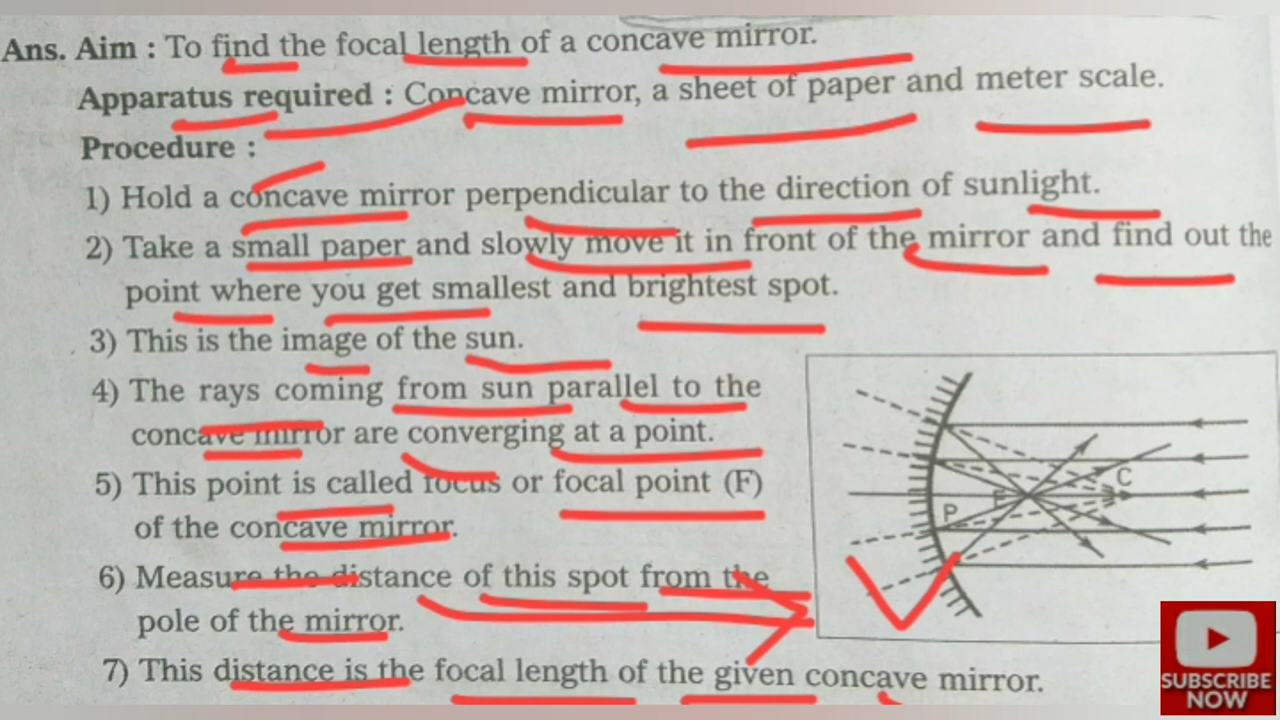 Ans. Aim : To find the focal length of a concave mirror.
Apparatus required : Concave mirror, a sheet of paper and meter scale.
Procedure :
1) Hold a concave mirror perpendicular to the direction of sunlight.
2) Take a small paper and slowly move it in front of the mirror and find out the
point where you get smallest and brightest spot.
3) This is the image of the sun.
4) The rays coming from sun parallel to the
concave mirror are converging at a point.
5) This point is called focus or focal point (F)
of the concave mirror.
6) Measure the distance of this spot from the
pole of the mirror.
7) This distance is the focal length of the given concave mirror.
C
F
P
SUBSCRIBE
NOW